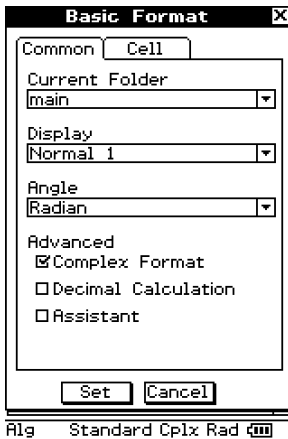 Basic Format X
Common Cell
Current Folder
main
Display
Normal 1
Angle
Radian
Advanced
Complex Format
Decimal Calculation
Assistant
Set Cancel
Alg Standard Cplx Rad